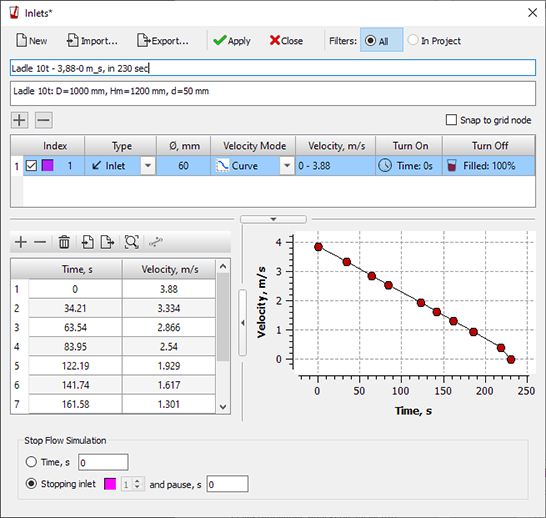 Inlets*
New Import... Export... Apply Close Filters: All In Project
Ladle 10t - 3,88-0 m_s, in 230 sec
Ladle 10t: D=1000 mm, Hm=1200 mm, d=50 mm
Snap to grid node
Index Type Ø, mm Velocity Mode Velocity, m/s Turn On Turn Off
1 1 Inlet 60 Curve 0 - 3.88 Time: 0s Filled: 100%
Time, s Velocity, m/s
1 0 3.88
2 34.21 3.334
3 63.54 2.866
4 83.95 2.54
5 122.19 1.929
6 141.74 1.617
7 161.58 1.301
Velocity, m/s
4
3
2
1
0
0 50 100 150 200 250
Time, s
Stop Flow Simulation
Time, s 0
Stopping inlet 1 and pause, s 0